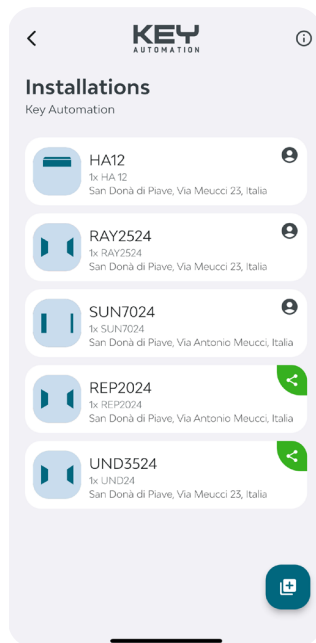 KEY
AUTOMATION
Installations
Key Automation
HA12
1x HA 12
San Donà di Piave, Via Meucci 23, Italia
RAY2524
1x RAY2524
San Donà di Piave, Via Meucci 23, Italia
SUN7024
1x SUN7024
San Donà di Piave, Via Antonio Meucci, Italia
REP2024
1x REP2024
San Donà di Piave, Via Antonio Meucci, Italia
UND3524
1x UND24
San Donà di Piave, Via Meucci 23, Italia